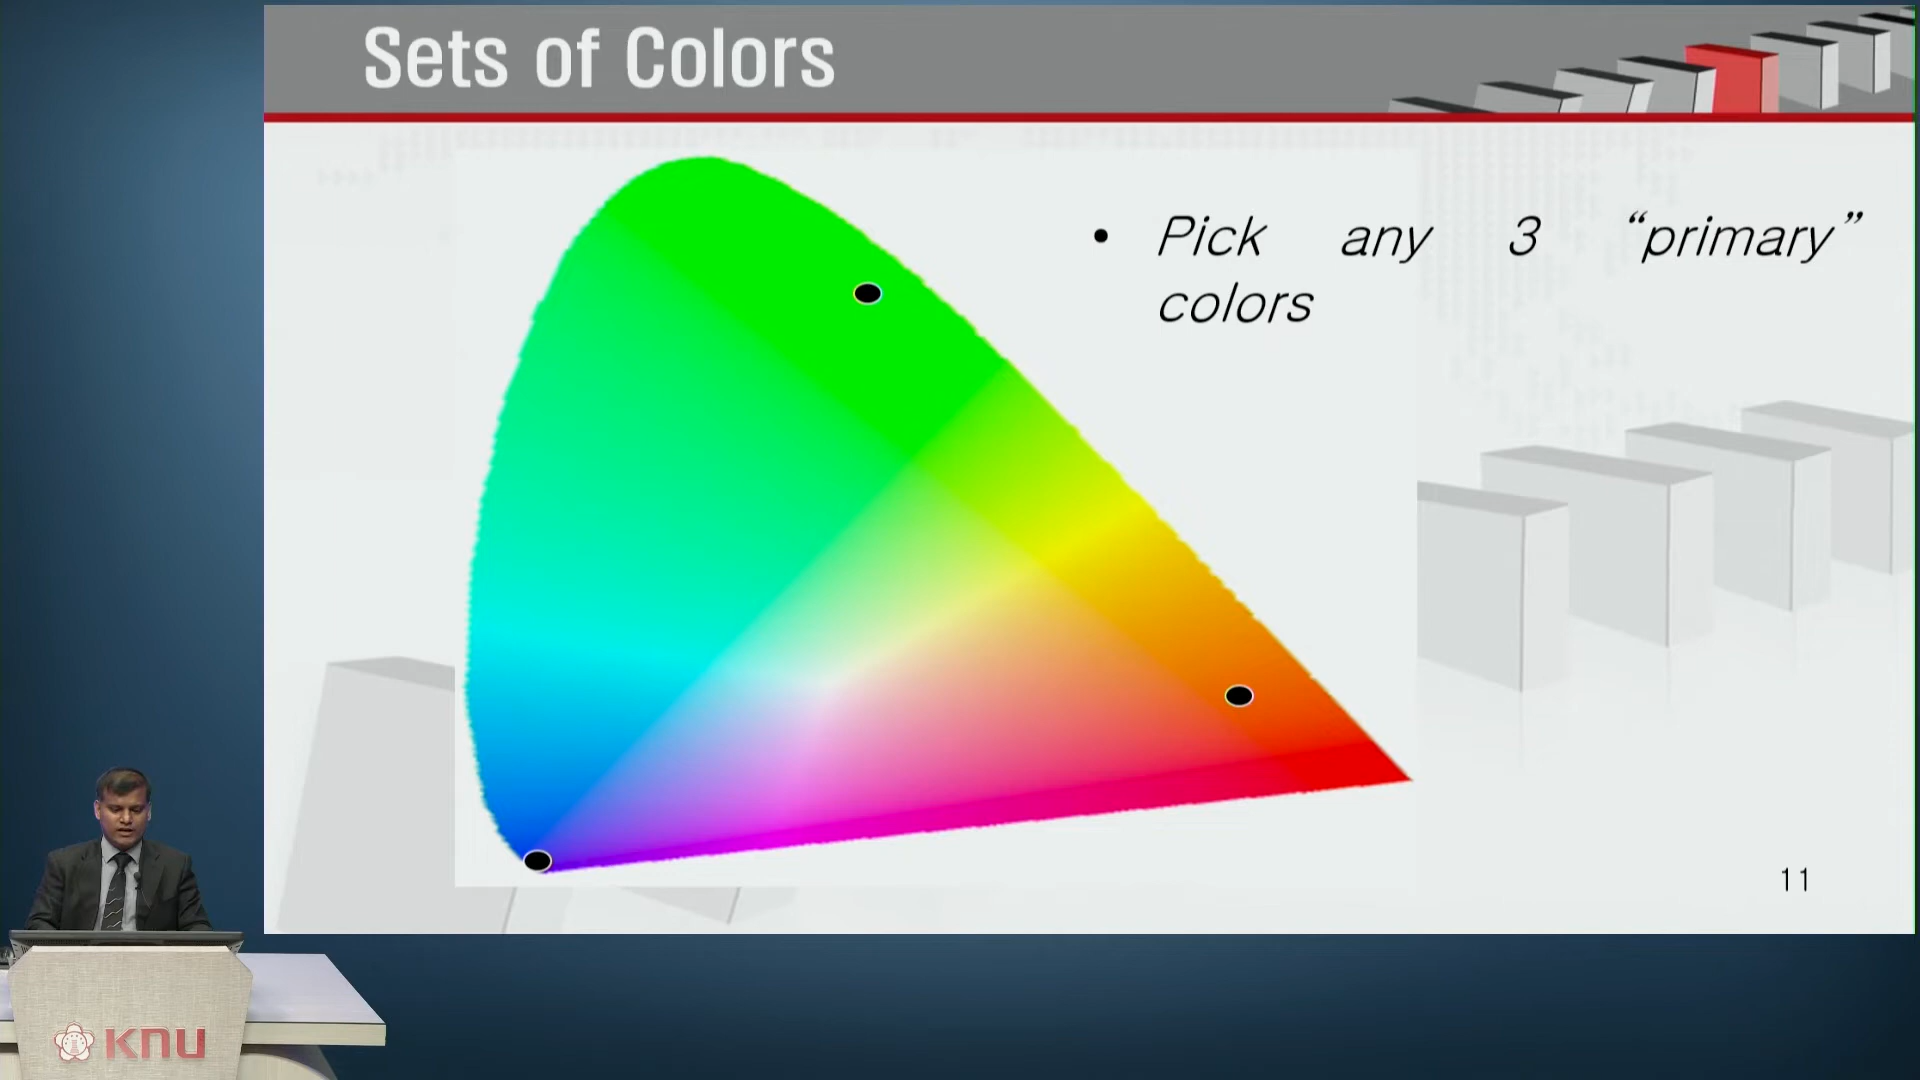 Sets of Colors
• Pick any 3 “primary”
colors
11
KNU